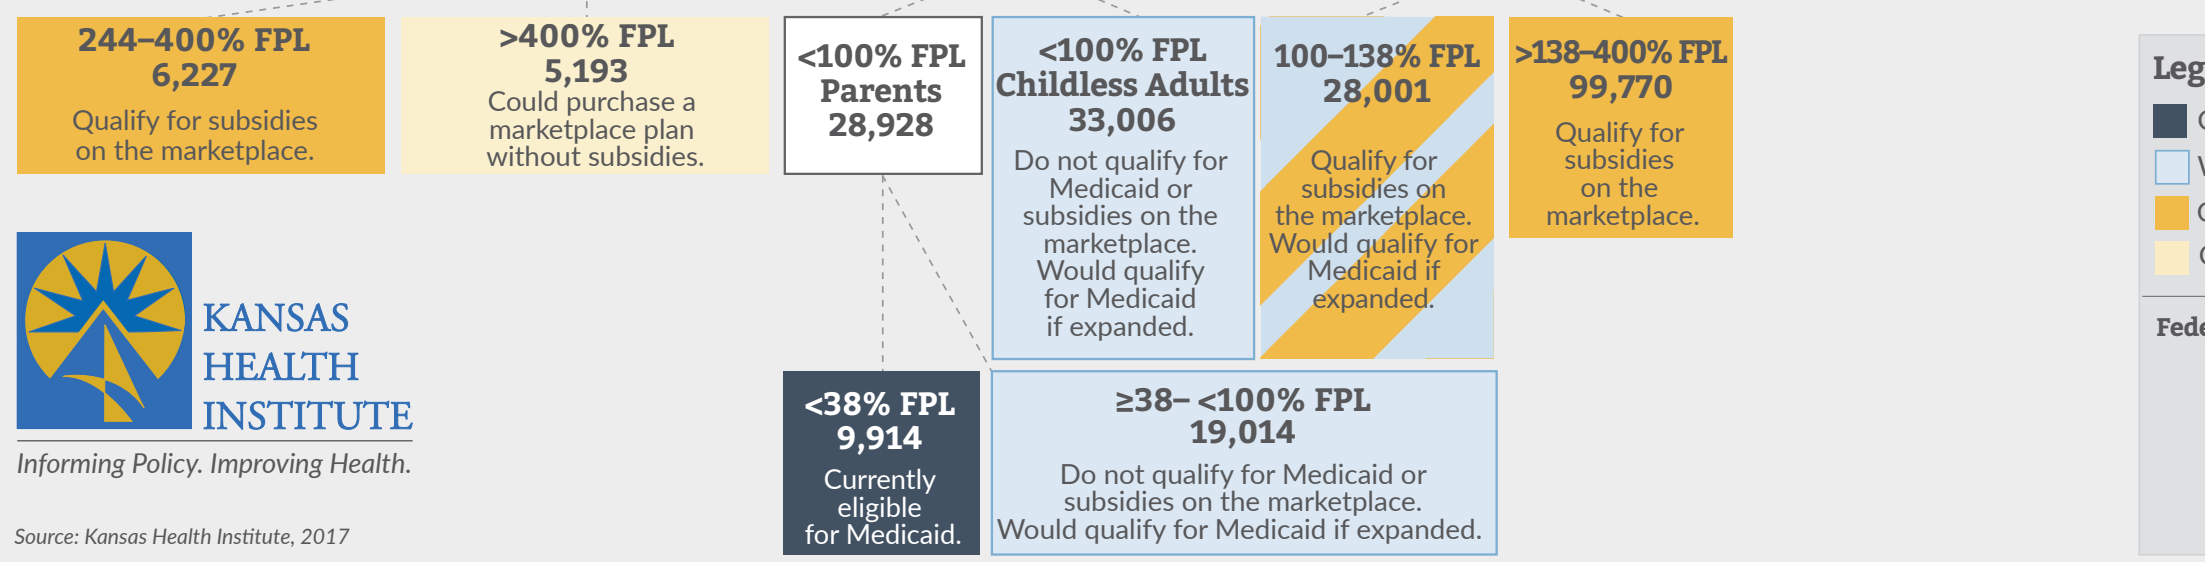 244–400% FPL
6,227
Qualify for subsidies
on the marketplace.
>400% FPL
5,193
Could purchase a
marketplace plan
without subsidies.
<100% FPL
Parents
28,928
<100% FPL
Childless Adults
33,006
Do not qualify for
Medicaid or
subsidies on the
marketplace.
Would qualify
for Medicaid
if expanded.
100–138% FPL
28,001
Qualify for
subsidies on
the marketplace.
Would qualify for
Medicaid if
expanded.
>138–400% FPL
99,770
Qualify for
subsidies
on the
marketplace.
<38% FPL
9,914
Currently
eligible
for Medicaid.
≥38– <100% FPL
19,014
Do not qualify for Medicaid or
subsidies on the marketplace.
Would qualify for Medicaid if expanded.
KANSAS
HEALTH
INSTITUTE
Informing Policy. Improving Health.
Source: Kansas Health Institute, 2017